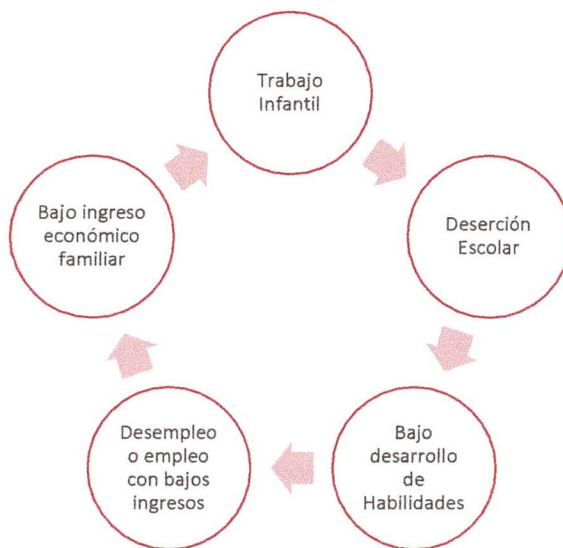 Trabajo
Infantil
Deserción
Escolar
Bajo
desarrollo
de
Habilidades
Desempleo
o empleo
con bajos
ingresos
Bajo ingreso
económico
familiar